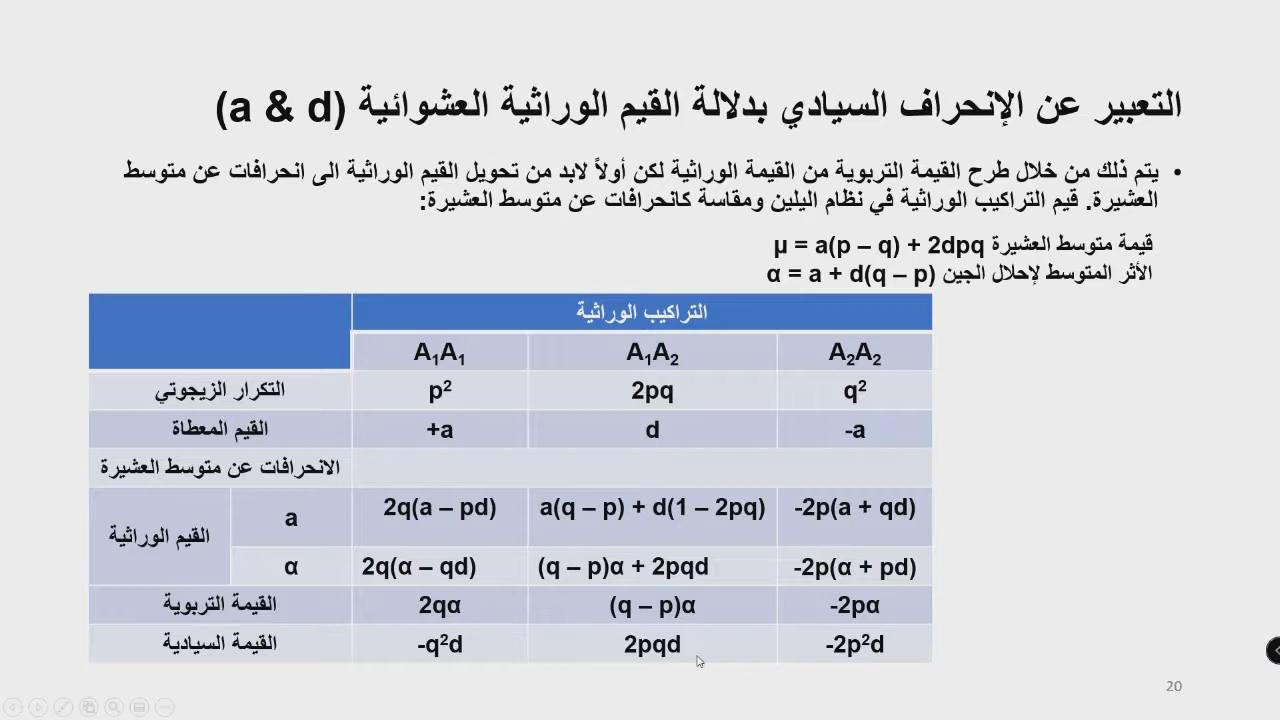 التعبير عن الإنحراف السيادي بدلالة القيم الوراثية العشوائية (a & d)
• يتم ذلك من خلال طرح القيمة التربوية من القيمة الوراثية لكن أولاً لابد من تحويل القيم الوراثية الى انحرافات عن متوسط
العشيرة. قيم التراكيب الوراثية في نظام اليلين ومقاسة كانحرافات عن متوسط العشيرة:
قيمة متوسط العشيرة µ = a(p – q) + 2dpq
الأثر المتوسط لإحلال الجين α = a + d(q – p)
التراكيب الوراثية
A₁A₁ A₁A₂ A₂A₂
التكرار الزيجوتي p² 2pq q²
القيم المعطاة +a d -a
الانحرافات عن متوسط العشيرة
القيم الوراثية a 2q(a – pd) a(q – p) + d(1 – 2pq) -2p(a + qd)
α 2q(α – qd) (q – p)α + 2pqd -2p(α + pd)
القيمة التربوية 2qα (q – p)α -2pα
القيمة السيادية -q²d 2pqd -2p²d
20